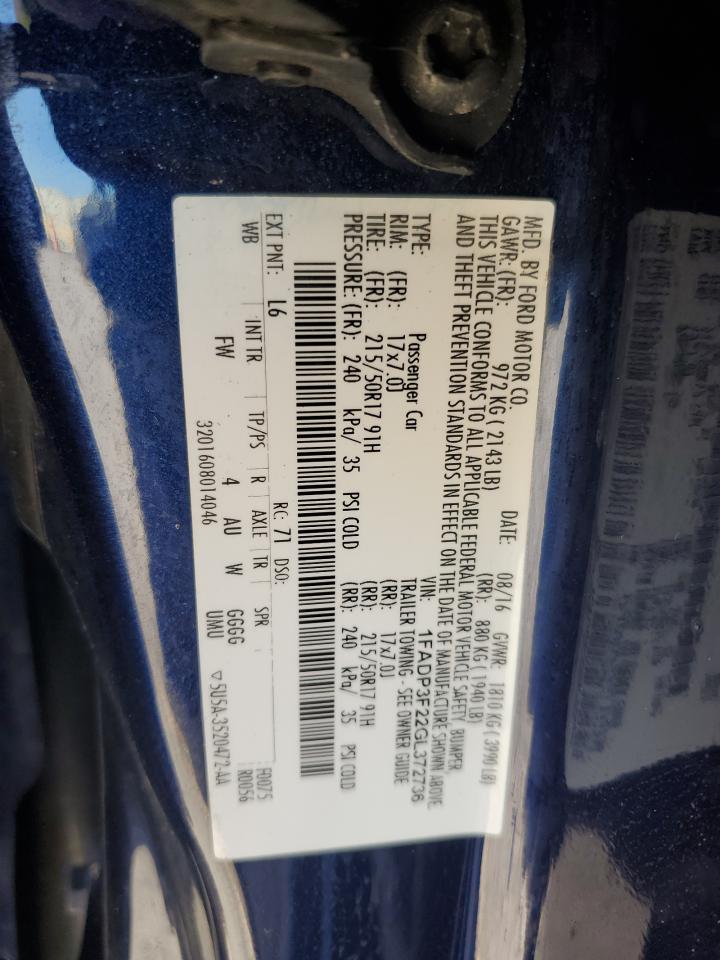 MFD. BY FORD MOTOR CO.
DATE: 08/16 GVWR: 1810 KG ( 3990 LB)
GAWR: (FR): 972 KG ( 2143 LB) (RR): 880 KG ( 1940 LB)
THIS VEHICLE CONFORMS TO ALL APPLICABLE FEDERAL MOTOR VEHICLE SAFETY, BUMPER
AND THEFT PREVENTION STANDARDS IN EFFECT ON THE DATE OF MANUFACTURE SHOWN ABOVE.
VIN: 1FADP3F22GL372736
TYPE: Passenger Car TRAILER TOWING - SEE OWNER GUIDE
RIM: (FR): 17x7.0J (RR): 17x7.0J
TIRE: (FR): 215/50R17 91H (RR): 215/50R17 91H
PRESSURE: (FR): 240 kPa/ 35 PSI COLD (RR): 240 kPa/ 35 PSI COLD
EXT PNT: L6 RC: 71 DSO:
WB INT TR TP/PS R AXLE TR SPR F0075
R0056
FW 4 AU W GGGG
UMU
3201608014046 ▽ 5U5A-3520472-AA